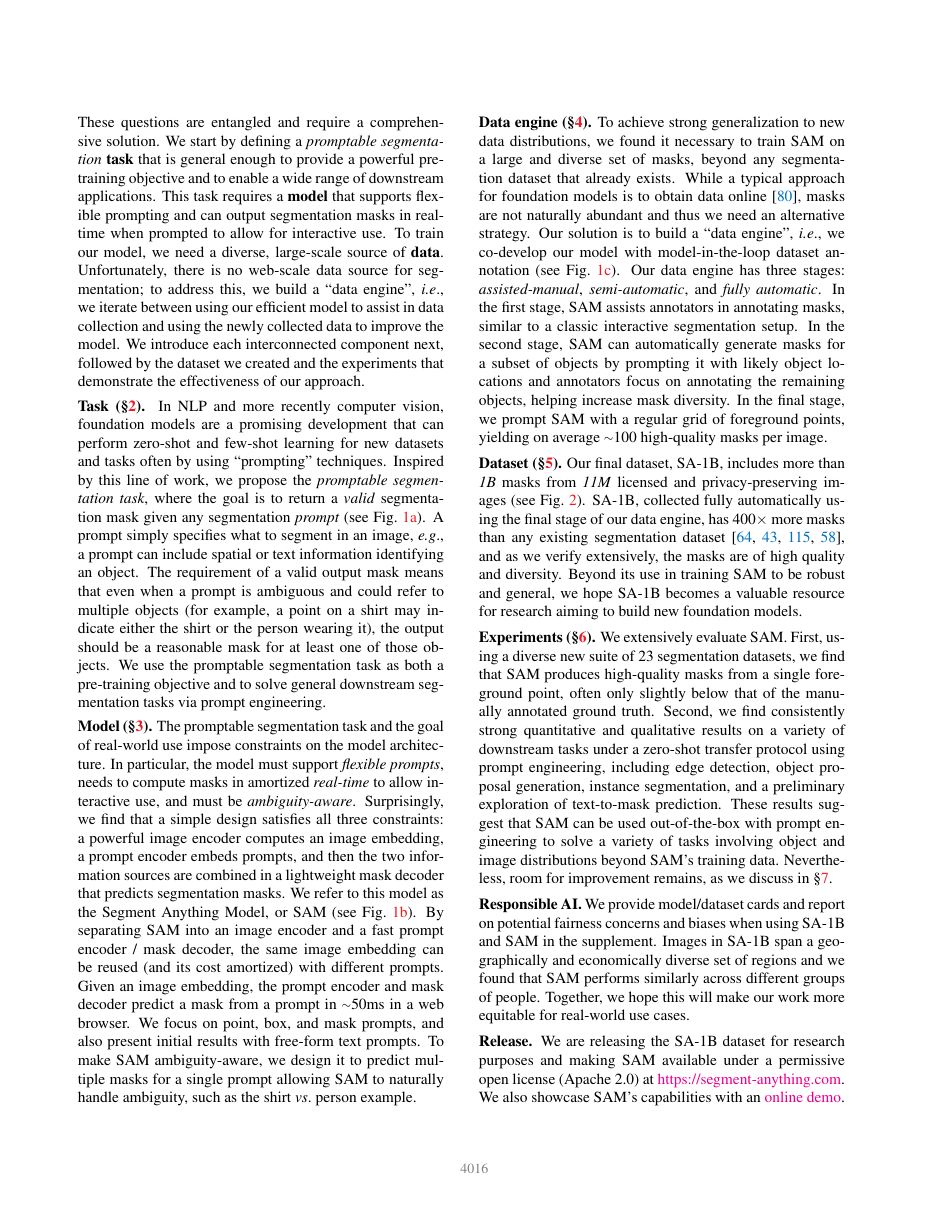 These questions are entangled and require a comprehen-
sive solution. We start by defining a promptable segmenta-
tion task that is general enough to provide a powerful pre-
training objective and to enable a wide range of downstream
applications. This task requires a model that supports flex-
ible prompting and can output segmentation masks in real-
time when prompted to allow for interactive use. To train
our model, we need a diverse, large-scale source of data.
Unfortunately, there is no web-scale data source for seg-
mentation; to address this, we build a “data engine”, i.e.,
we iterate between using our efficient model to assist in data
collection and using the newly collected data to improve the
model. We introduce each interconnected component next,
followed by the dataset we created and the experiments that
demonstrate the effectiveness of our approach.
Task (§2). In NLP and more recently computer vision,
foundation models are a promising development that can
perform zero-shot and few-shot learning for new datasets
and tasks often by using “prompting” techniques. Inspired
by this line of work, we propose the promptable segmen-
tation task, where the goal is to return a valid segmenta-
tion mask given any segmentation prompt (see Fig. 1a). A
prompt simply specifies what to segment in an image, e.g.,
a prompt can include spatial or text information identifying
an object. The requirement of a valid output mask means
that even when a prompt is ambiguous and could refer to
multiple objects (for example, a point on a shirt may in-
dicate either the shirt or the person wearing it), the output
should be a reasonable mask for at least one of those ob-
jects. We use the promptable segmentation task as both a
pre-training objective and to solve general downstream seg-
mentation tasks via prompt engineering.
Model (§3). The promptable segmentation task and the goal
of real-world use impose constraints on the model architec-
ture. In particular, the model must support flexible prompts,
needs to compute masks in amortized real-time to allow in-
teractive use, and must be ambiguity-aware. Surprisingly,
we find that a simple design satisfies all three constraints:
a powerful image encoder computes an image embedding,
a prompt encoder embeds prompts, and then the two infor-
mation sources are combined in a lightweight mask decoder
that predicts segmentation masks. We refer to this model as
the Segment Anything Model, or SAM (see Fig. 1b). By
separating SAM into an image encoder and a fast prompt
encoder / mask decoder, the same image embedding can
be reused (and its cost amortized) with different prompts.
Given an image embedding, the prompt encoder and mask
decoder predict a mask from a prompt in ~50ms in a web
browser. We focus on point, box, and mask prompts, and
also present initial results with free-form text prompts. To
make SAM ambiguity-aware, we design it to predict mul-
tiple masks for a single prompt allowing SAM to naturally
handle ambiguity, such as the shirt vs. person example.
Data engine (§4). To achieve strong generalization to new
data distributions, we found it necessary to train SAM on
a large and diverse set of masks, beyond any segmenta-
tion dataset that already exists. While a typical approach
for foundation models is to obtain data online [80], masks
are not naturally abundant and thus we need an alternative
strategy. Our solution is to build a “data engine”, i.e., we
co-develop our model with model-in-the-loop dataset an-
notation (see Fig. 1c). Our data engine has three stages:
assisted-manual, semi-automatic, and fully automatic. In
the first stage, SAM assists annotators in annotating masks,
similar to a classic interactive segmentation setup. In the
second stage, SAM can automatically generate masks for
a subset of objects by prompting it with likely object lo-
cations and annotators focus on annotating the remaining
objects, helping increase mask diversity. In the final stage,
we prompt SAM with a regular grid of foreground points,
yielding on average ~100 high-quality masks per image.
Dataset (§5). Our final dataset, SA-1B, includes more than
1B masks from 11M licensed and privacy-preserving im-
ages (see Fig. 2). SA-1B, collected fully automatically us-
ing the final stage of our data engine, has 400× more masks
than any existing segmentation dataset [64, 43, 115, 58],
and as we verify extensively, the masks are of high quality
and diversity. Beyond its use in training SAM to be robust
and general, we hope SA-1B becomes a valuable resource
for research aiming to build new foundation models.
Experiments (§6). We extensively evaluate SAM. First, us-
ing a diverse new suite of 23 segmentation datasets, we find
that SAM produces high-quality masks from a single fore-
ground point, often only slightly below that of the manu-
ally annotated ground truth. Second, we find consistently
strong quantitative and qualitative results on a variety of
downstream tasks under a zero-shot transfer protocol using
prompt engineering, including edge detection, object pro-
posal generation, instance segmentation, and a preliminary
exploration of text-to-mask prediction. These results sug-
gest that SAM can be used out-of-the-box with prompt en-
gineering to solve a variety of tasks involving object and
image distributions beyond SAM’s training data. Neverthe-
less, room for improvement remains, as we discuss in §7.
Responsible AI. We provide model/dataset cards and report
on potential fairness concerns and biases when using SA-1B
and SAM in the supplement. Images in SA-1B span a geo-
graphically and economically diverse set of regions and we
found that SAM performs similarly across different groups
of people. Together, we hope this will make our work more
equitable for real-world use cases.
Release. We are releasing the SA-1B dataset for research
purposes and making SAM available under a permissive
open license (Apache 2.0) at https://segment-anything.com.
We also showcase SAM’s capabilities with an online demo.
4016